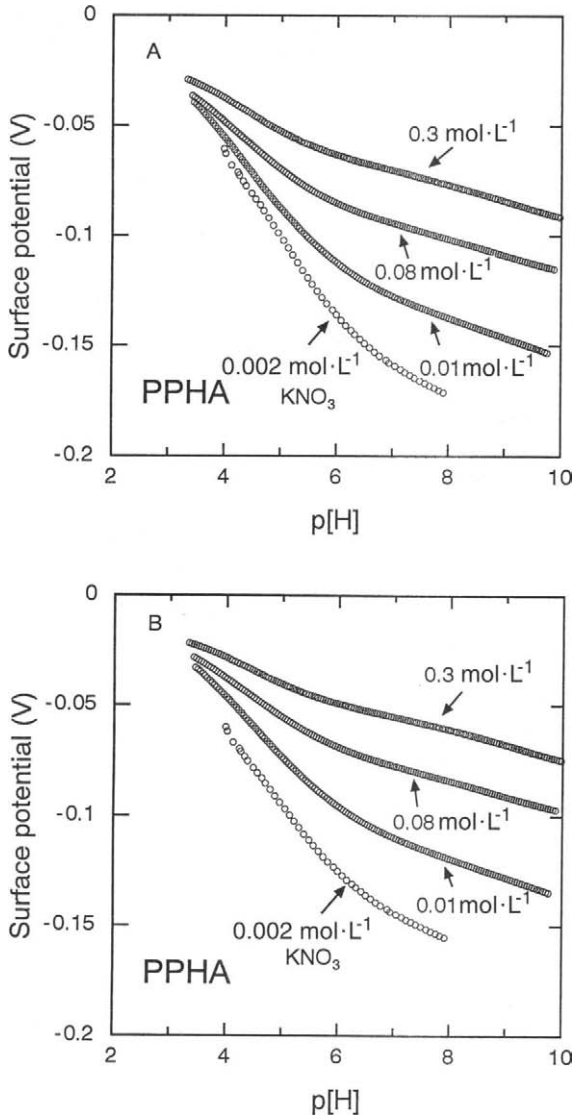 0
A
-0.05
0.3 mol·L⁻¹
Surface potential (V)
-0.1
0.08 mol·L⁻¹
-0.15
0.002 mol·L⁻¹
KNO₃
0.01 mol·L⁻¹
PPHA
-0.2
2 4 6 8 10
p[H]
0
B
-0.05
0.3 mol·L⁻¹
Surface potential (V)
-0.1
0.08 mol·L⁻¹
0.01 mol·L⁻¹
-0.15
0.002 mol·L⁻¹
KNO₃
PPHA
-0.2
2 4 6 8 10
p[H]